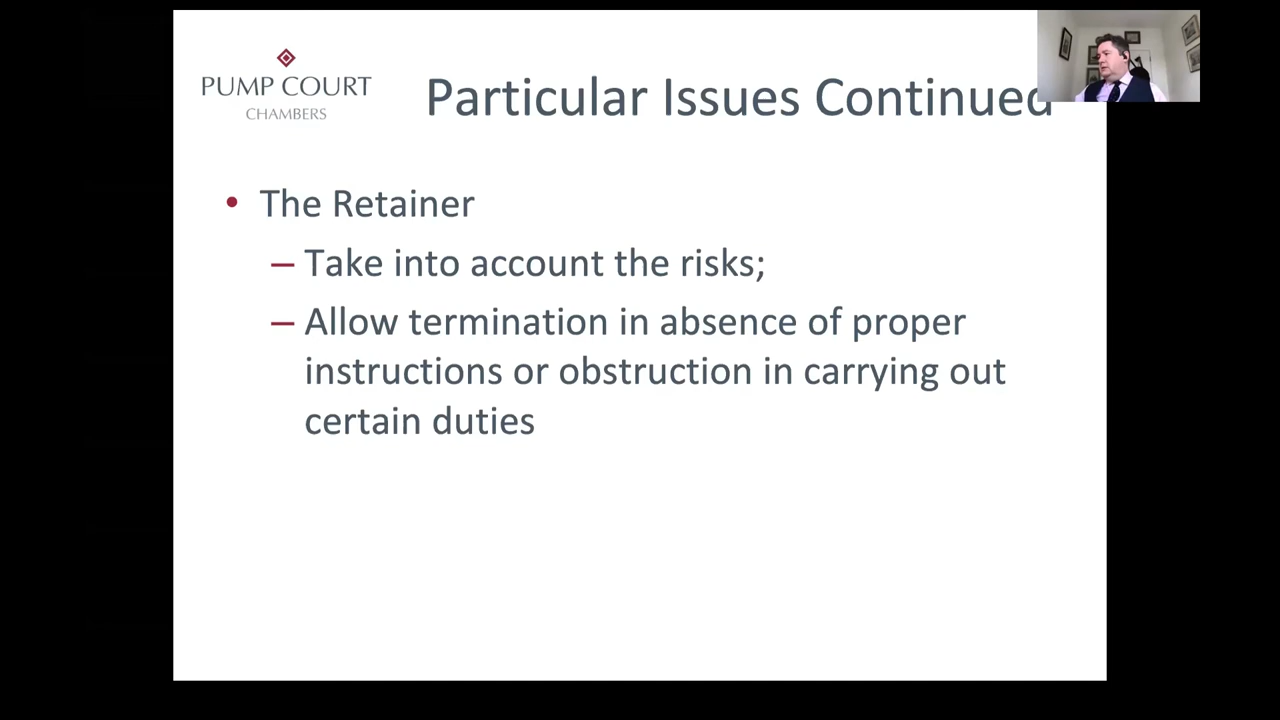 PUMP COURT
CHAMBERS
Particular Issues Continued
• The Retainer
– Take into account the risks;
– Allow termination in absence of proper
instructions or obstruction in carrying out
certain duties